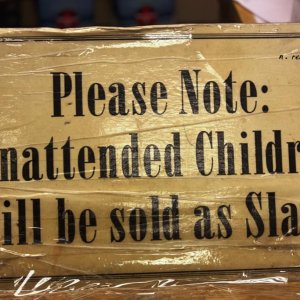 Please Note:
nattended Childr
ill be sold as Sla